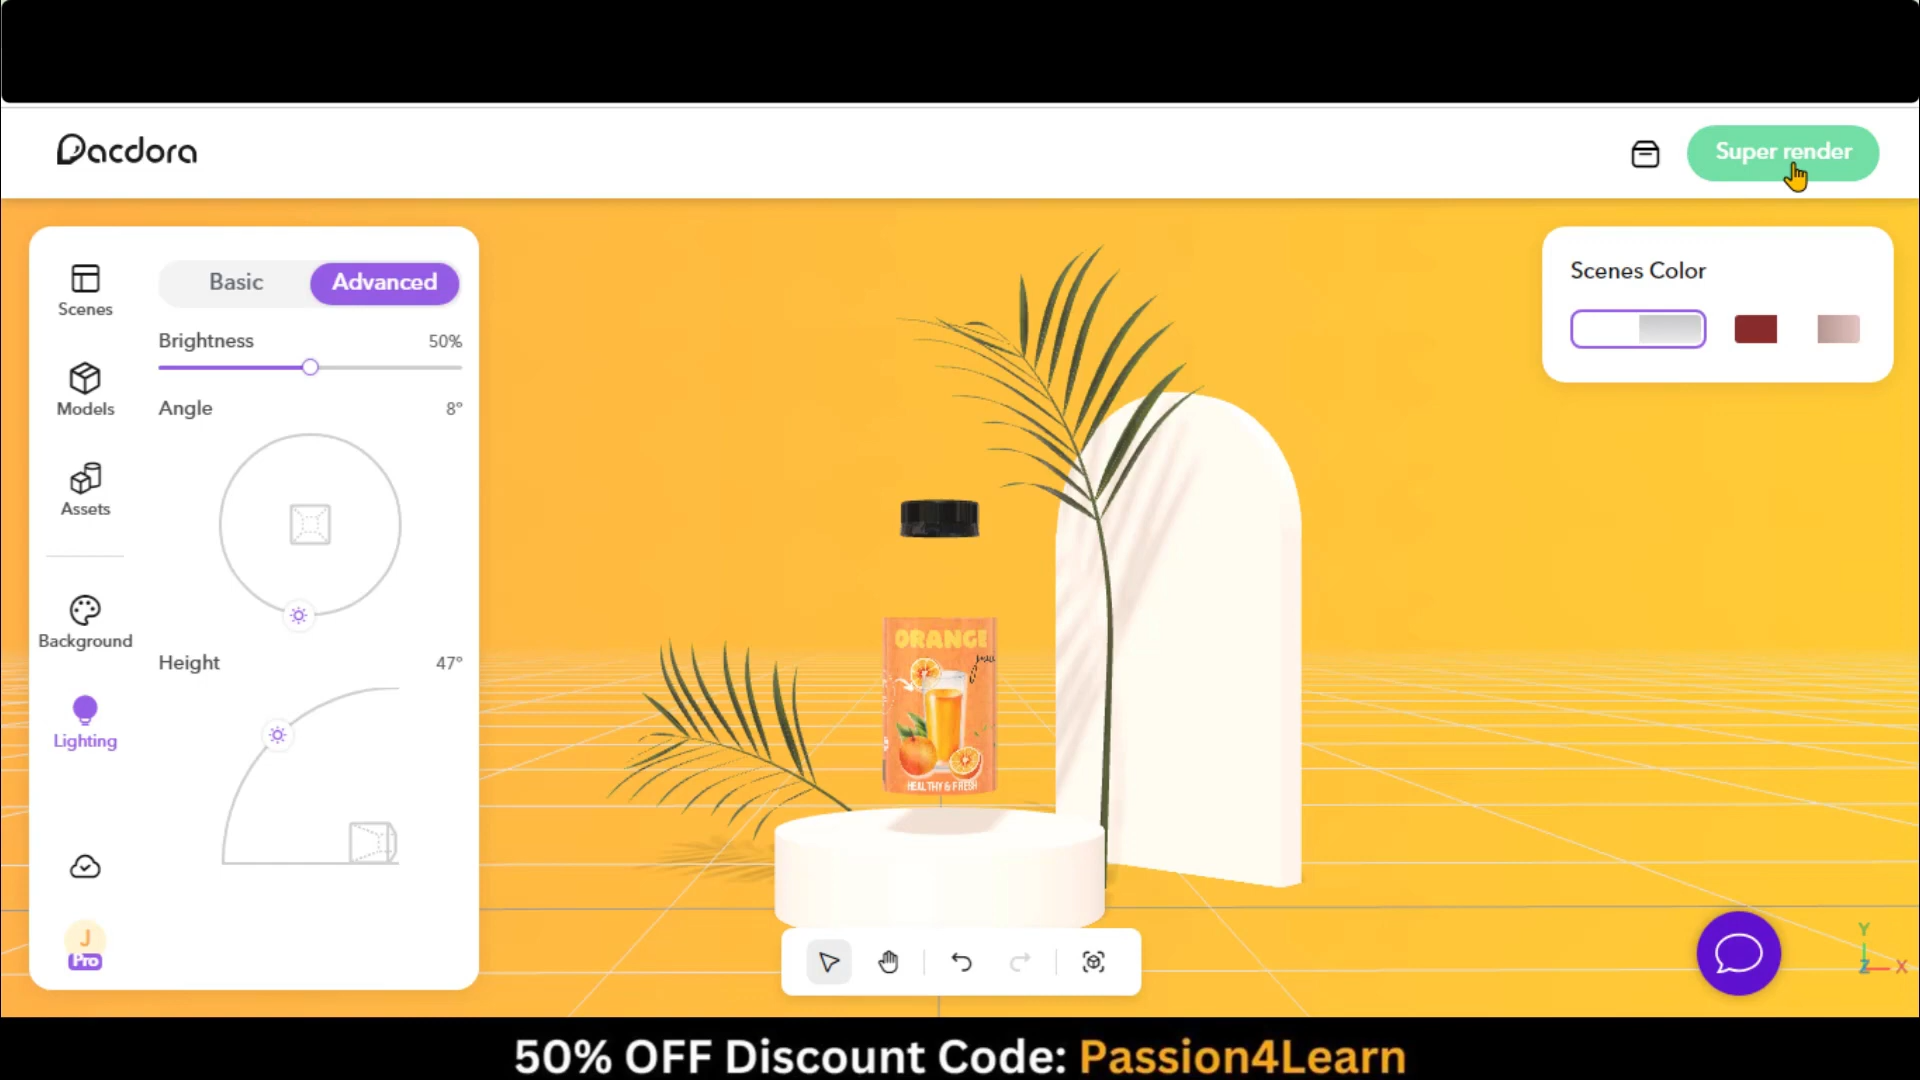 Pacdora
Super render
Scenes
Models
Assets
Background
Lighting
J
Pro
Basic
Advanced
Brightness
50%
Angle
8°
Height
47°
Scenes Color
ORANGE
HEALTHY & FRESH
Y
Z
X
50% OFF Discount Code: Passion4Learn